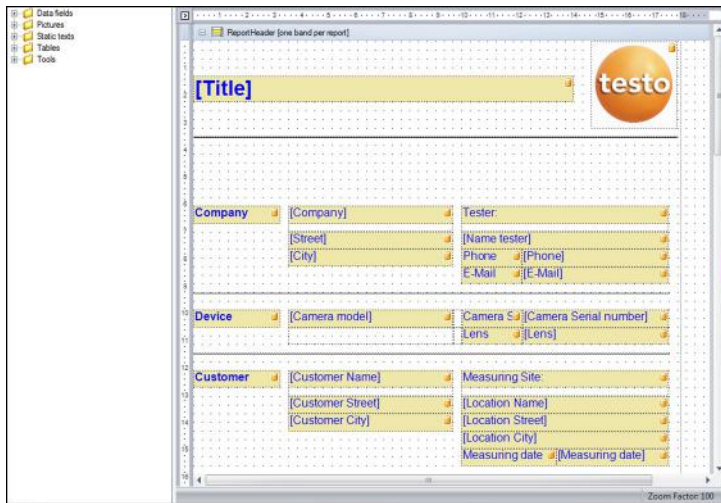 Data fields
Pictures
Static texts
Tables
Tools
ReportHeader [one band per report]
[Title]
testo
Company [Company] Tester:
[Street] [Name tester]
[City] Phone [Phone]
E-Mail [E-Mail]
Device [Camera model] Camera S [Camera Serial number]
Lens [Lens]
Customer [Customer Name] Measuring Site:
[Customer Street] [Location Name]
[Customer City] [Location Street]
[Location City]
Measuring date [Measuring date]
Zoom Factor: 100